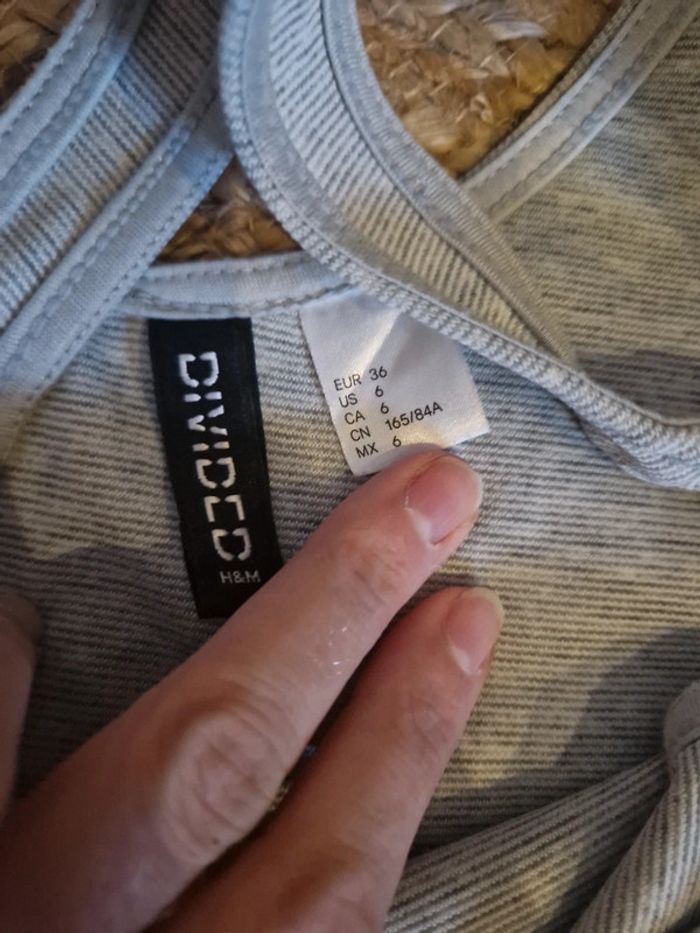 DIVIDED
H&M
EUR 36
US 6
CA 6
CN 165/84A
MX 6